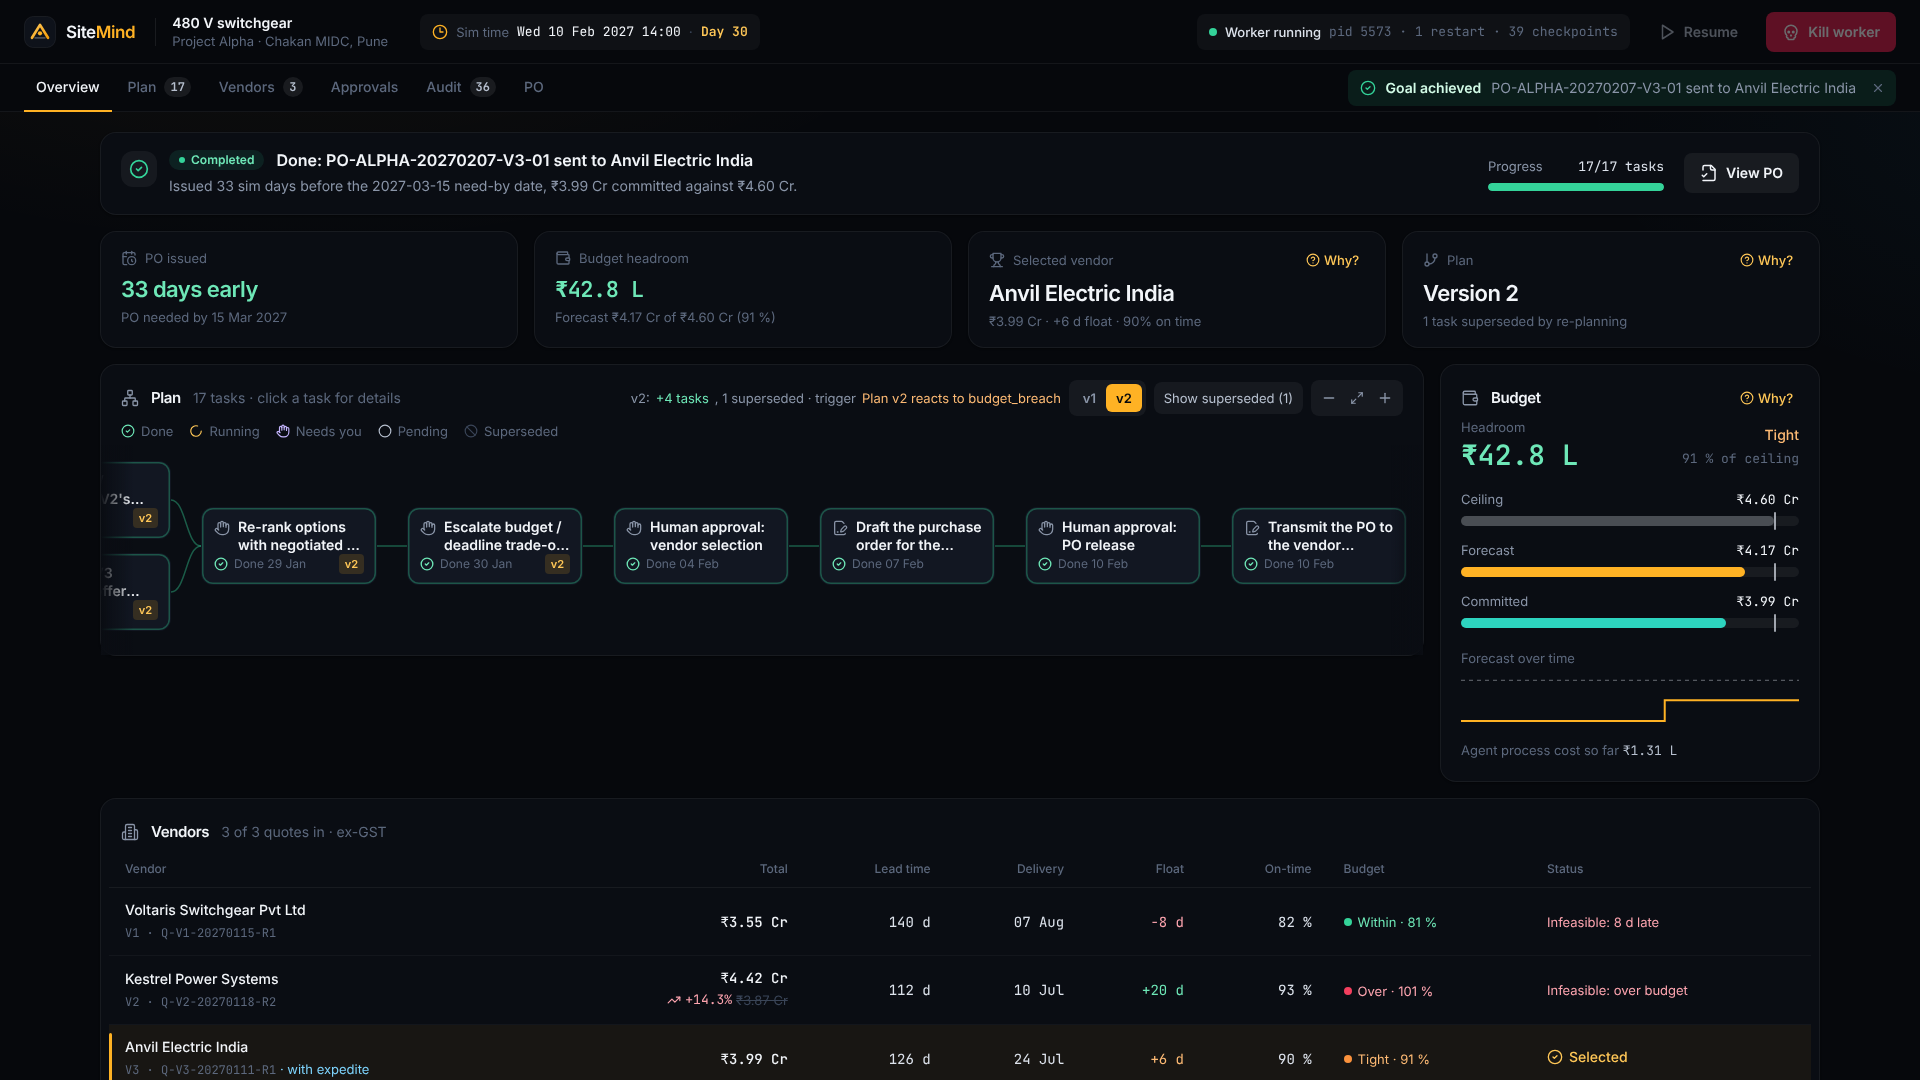 SiteMind
480 V switchgear
Project Alpha · Chakan MIDC, Pune
Sim time Wed 10 Feb 2027 14:00 · Day 30
Worker running pid 5573 · 1 restart · 39 checkpoints
Resume
Kill worker
Overview
Plan 17
Vendors 3
Approvals
Audit 36
PO
Goal achieved PO-ALPHA-20270207-V3-01 sent to Anvil Electric India
Completed
Done: PO-ALPHA-20270207-V3-01 sent to Anvil Electric India
Issued 33 sim days before the 2027-03-15 need-by date, ₹3.99 Cr committed against ₹4.60 Cr.
Progress 17/17 tasks
View PO
PO issued
33 days early
PO needed by 15 Mar 2027
Budget headroom
₹42.8 L
Forecast ₹4.17 Cr of ₹4.60 Cr (91 %)
Selected vendor
Why?
Anvil Electric India
₹3.99 Cr · +6 d float · 90% on time
Plan
Why?
Version 2
1 task superseded by re-planning
Plan 17 tasks · click a task for details
v2: +4 tasks , 1 superseded · trigger Plan v2 reacts to budget_breach
v1 v2
Show superseded (1)
Done
Running
Needs you
Pending
Superseded
V2's...
v2
3
ffer...
v2
Re-rank options
with negotiated ...
Done 29 Jan v2
Escalate budget /
deadline trade-o...
Done 30 Jan v2
Human approval:
vendor selection
Done 04 Feb
Draft the purchase
order for the...
Done 07 Feb
Human approval:
PO release
Done 10 Feb
Transmit the PO to
the vendor...
Done 10 Feb
Budget
Why?
Headroom
₹42.8 L
Tight
91 % of ceiling
Ceiling ₹4.60 Cr
Forecast ₹4.17 Cr
Committed ₹3.99 Cr
Forecast over time
Agent process cost so far ₹1.31 L
Vendors 3 of 3 quotes in · ex-GST
Vendor Total Lead time Delivery Float On-time Budget Status
Voltaris Switchgear Pvt Ltd
V1 · Q-V1-20270115-R1
₹3.55 Cr 140 d 07 Aug -8 d 82 % Within · 81 % Infeasible: 8 d late
Kestrel Power Systems
V2 · Q-V2-20270118-R2
₹4.42 Cr
+14.3% ₹3.87 Cr
112 d 10 Jul +20 d 93 % Over · 101 % Infeasible: over budget
Anvil Electric India
V3 · Q-V3-20270111-R1 · with expedite
₹3.99 Cr 126 d 24 Jul +6 d 90 % Tight · 91 % Selected